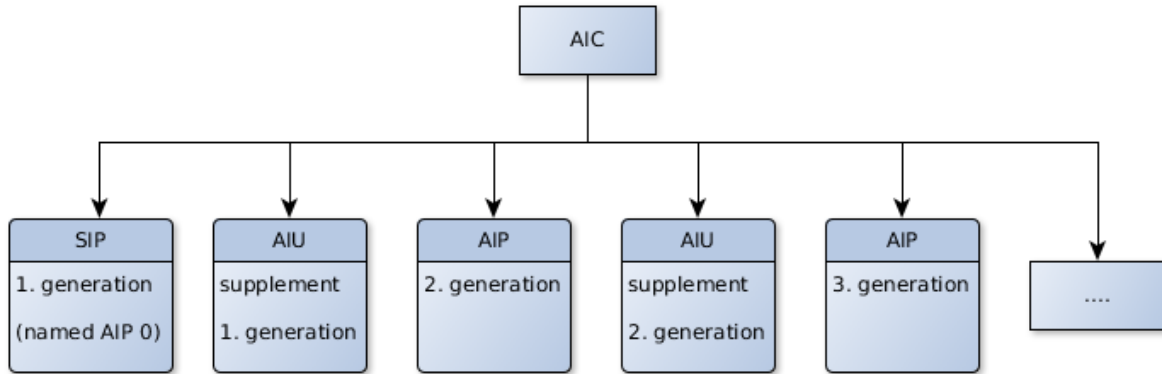 AIC
SIP
1. generation
(named AIP 0)
AIU
supplement
1. generation
AIP
2. generation
AIU
supplement
2. generation
AIP
3. generation
....